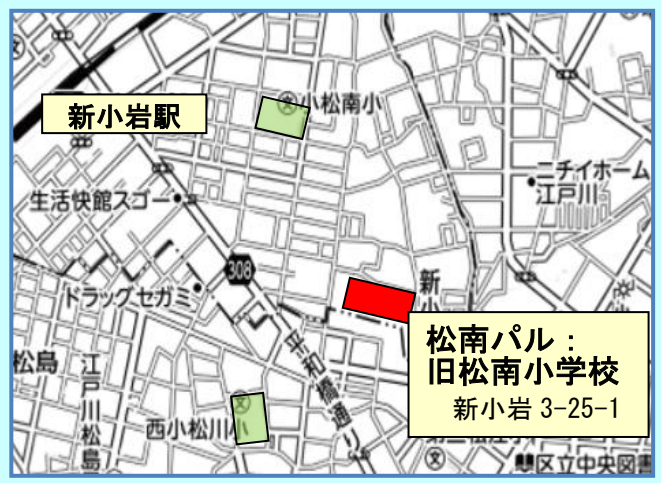 新小岩駅
小松南小
ニチイホーム
江戸川
生活快館スゴー
308
ドラッグセガミ
新小
松南パル：
旧松南小学校
新小岩 3-25-1
平和橋通り
松島
江戸川松島
西小松川小
区立中央図書